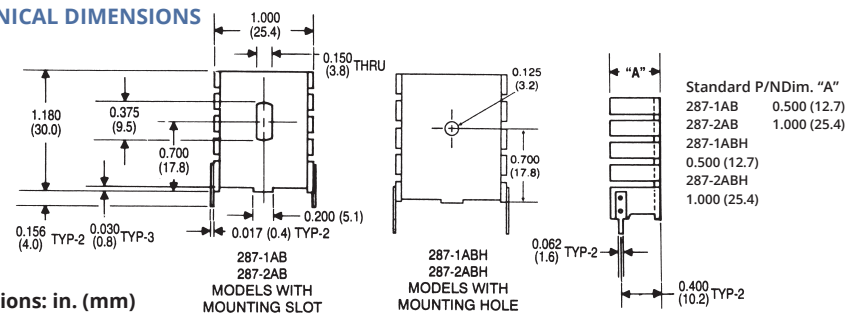 NICAL DIMENSIONS
1.000
(25.4)
0.150 THRU
(3.8)
1.180
(30.0)
0.375
(9.5)
0.700
(17.8)
0.200 (5.1)
0.017 (0.4) TYP-2
0.156 TYP-2
(4.0)
0.030 TYP-3
(0.8)
287-1AB
287-2AB
MODELS WITH
MOUNTING SLOT
0.125
(3.2)
0.700
(17.8)
287-1ABH
287-2ABH
MODELS WITH
MOUNTING HOLE
“A”
0.062 TYP-2
(1.6)
0.400 TYP-2
(10.2)
Standard P/NDim. “A”
287-1AB 0.500 (12.7)
287-2AB 1.000 (25.4)
287-1ABH
0.500 (12.7)
287-2ABH
1.000 (25.4)
ions: in. (mm)